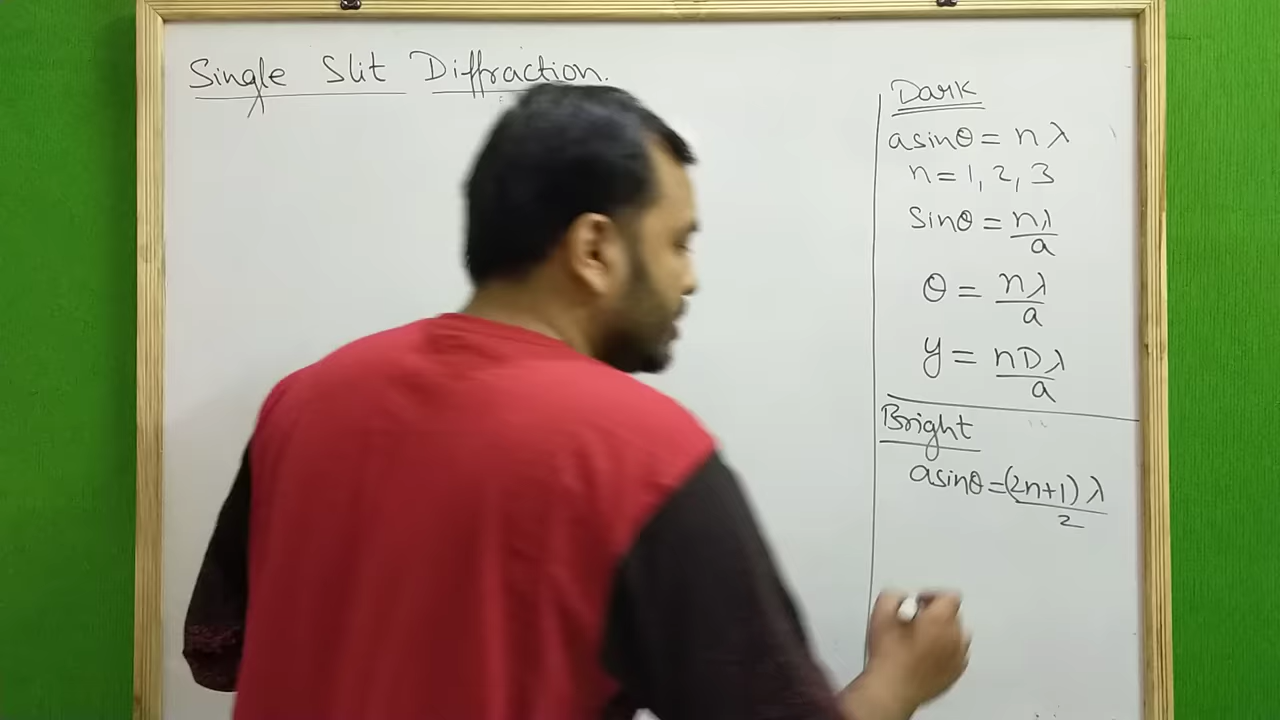 Single Slit Diffraction.
Dark
asinθ = nλ
n = 1, 2, 3
Sinθ = nλ/a
θ = nλ/a
y = nDλ/a
Bright
asinθ = (2n+1)λ/2